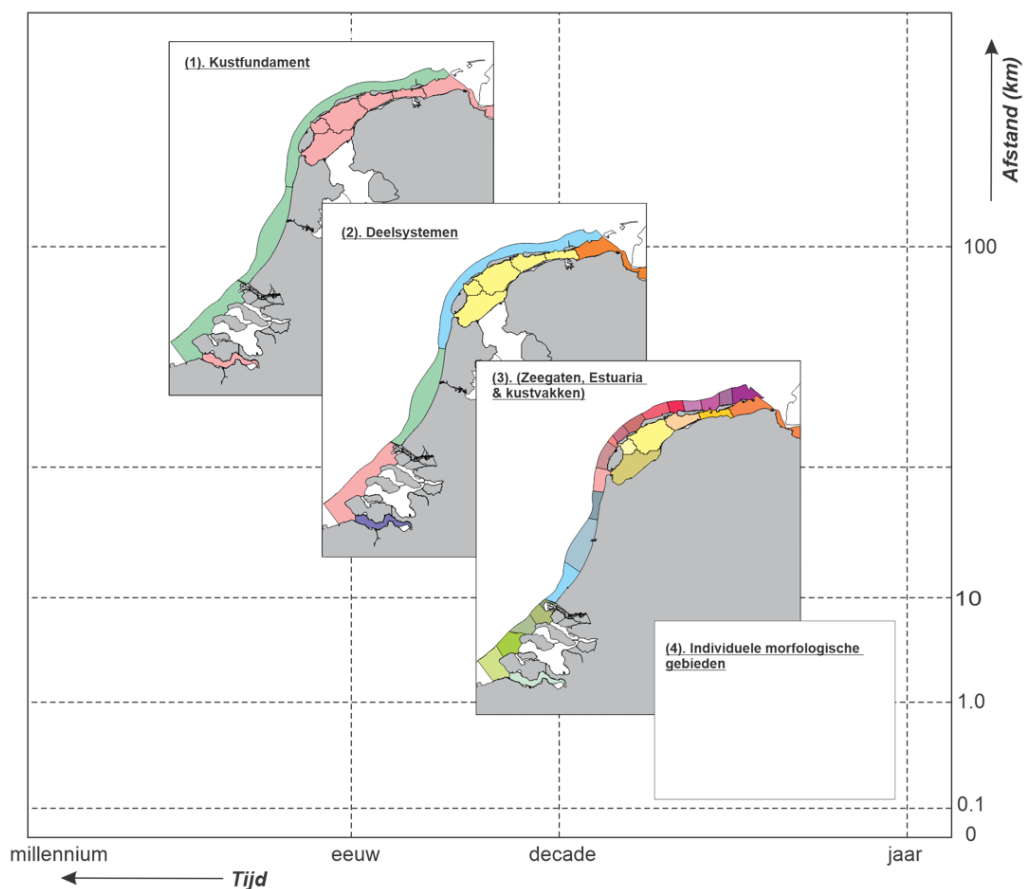 (1). Kustfundament
(2). Deelsystemen
(3). (Zeegaten, Estuaria
& kustvakken)
(4). Individuele morfologische
gebieden
Afstand (km)
100
10
1.0
0.1
0
millennium
eeuw
decade
jaar
Tijd